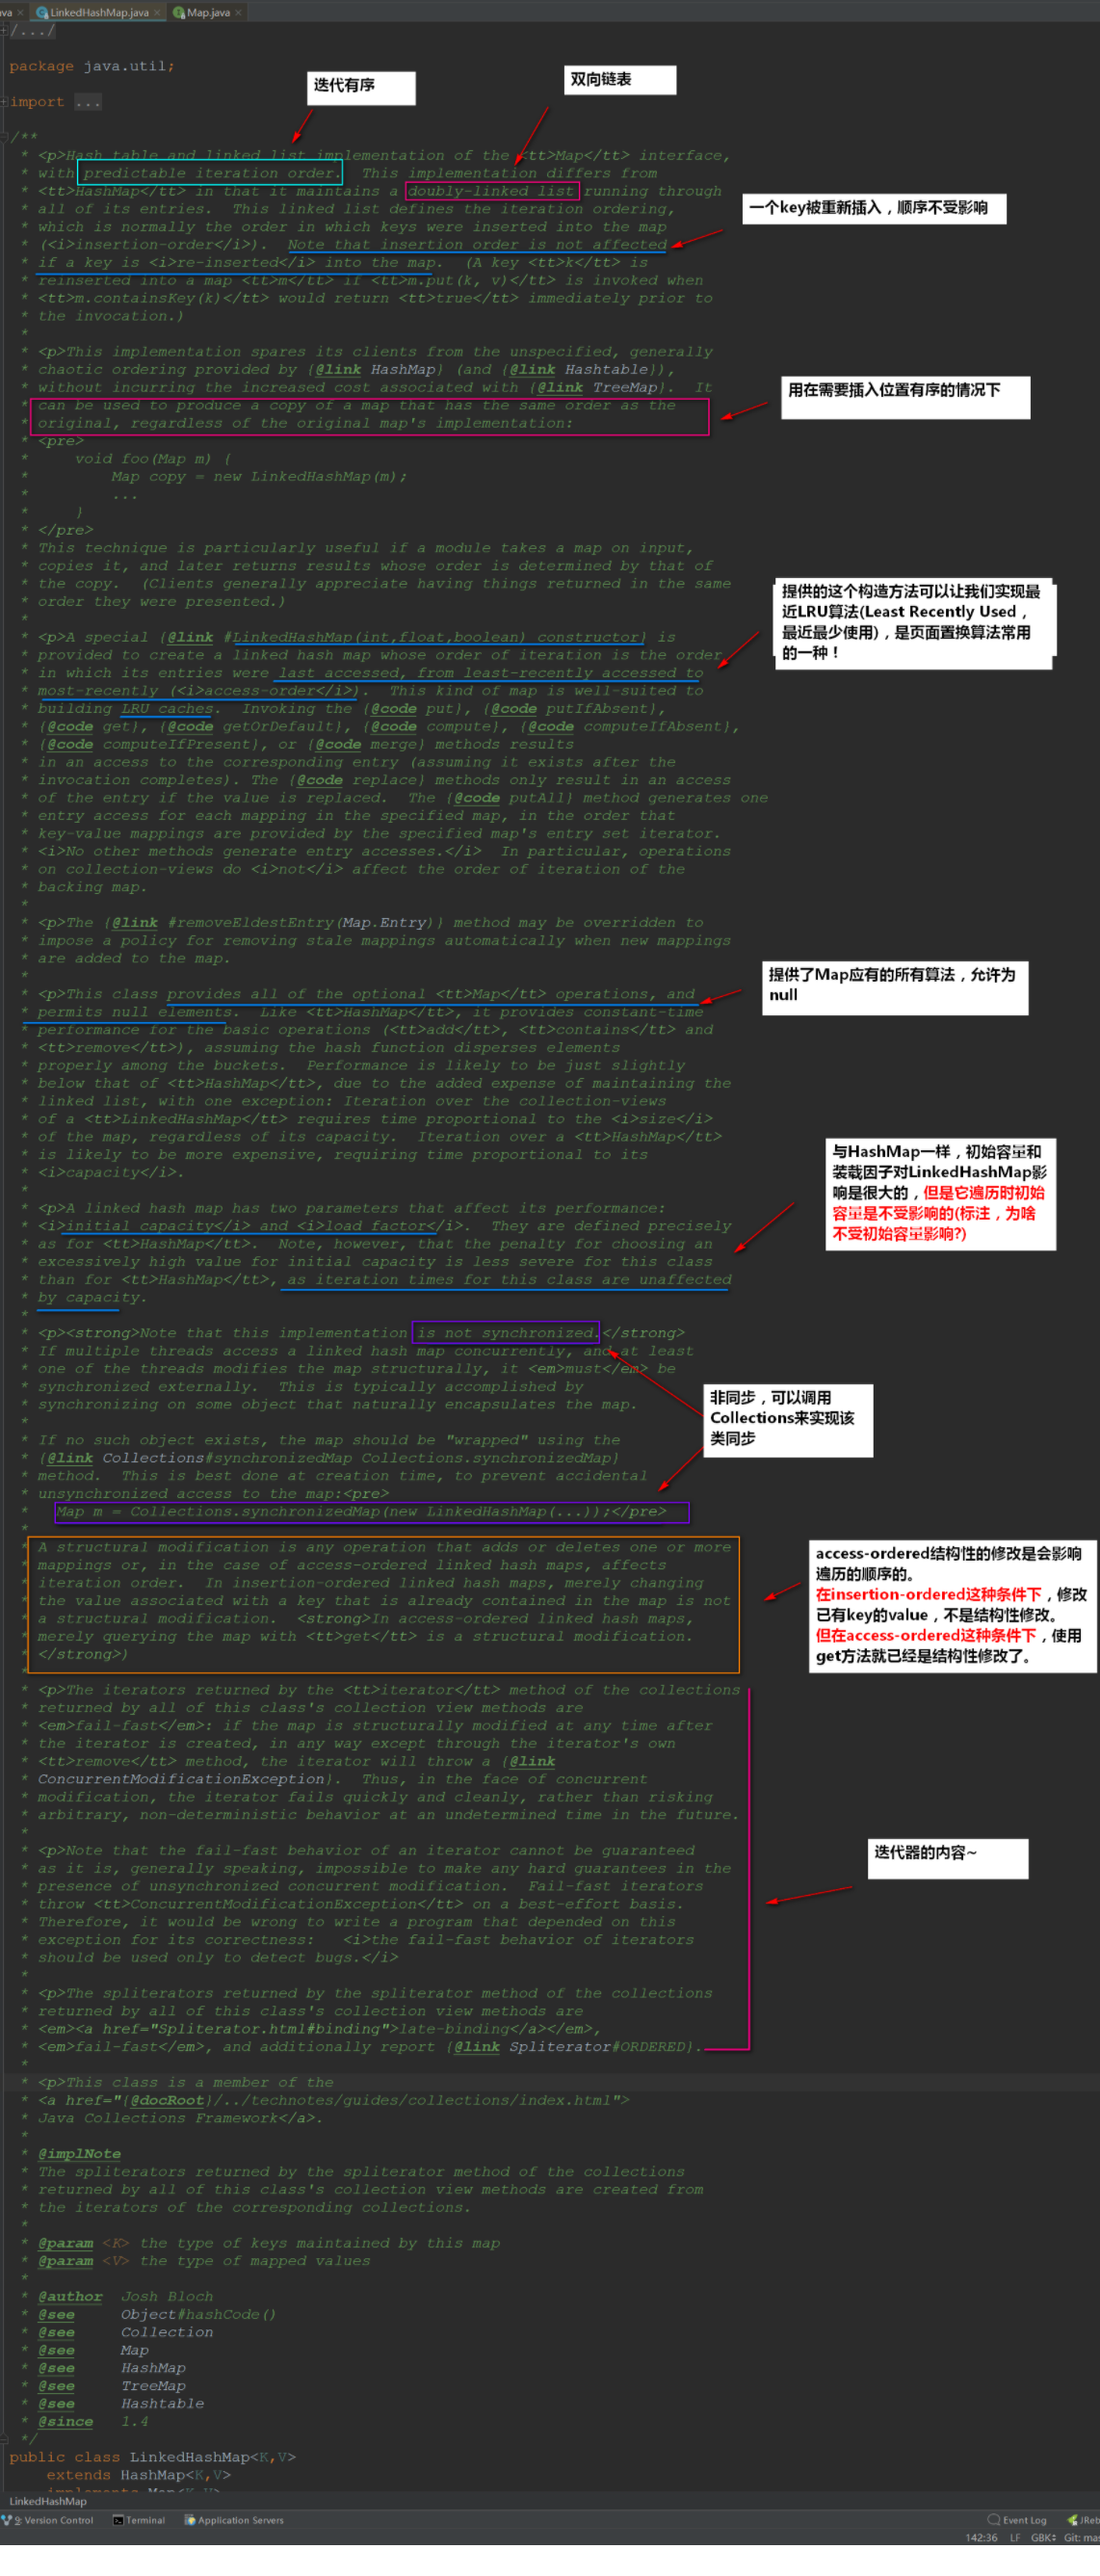 ava × LinkedHashMap.java × Map.java ×
/.../
package java.util;
迭代有序
双向链表
import ...
/**
* <p>Hash table and linked list implementation of the <tt>Map</tt> interface,
* with predictable iteration order.  This implementation differs from
* <tt>HashMap</tt> in that it maintains a doubly-linked list running through
* all of its entries.  This linked list defines the iteration ordering,
一个key被重新插入，顺序不受影响
* which is normally the order in which keys were inserted into the map
* (<i>insertion-order</i>).  Note that insertion order is not affected
* if a key is <i>re-inserted</i> into the map.  (A key <tt>k</tt> is
* reinserted into a map <tt>m</tt> if <tt>m.put(k, v)</tt> is invoked when
* <tt>m.containsKey(k)</tt> would return <tt>true</tt> immediately prior to
* the invocation.)
*
* <p>This implementation spares its clients from the unspecified, generally
* chaotic ordering provided by {@link HashMap} (and {@link Hashtable}),
* without incurring the increased cost associated with {@link TreeMap}.  It
用在需要插入位置有序的情况下
* can be used to produce a copy of a map that has the same order as the
* original, regardless of the original map's implementation:
* <pre>
*     void foo(Map m) {
*         Map copy = new LinkedHashMap(m);
*         ...
*     }
* </pre>
* This technique is particularly useful if a module takes a map on input,
* copies it, and later returns results whose order is determined by that of
* the copy.  (Clients generally appreciate having things returned in the same
* order they were presented.)
*
提供的这个构造方法可以让我们实现最
近LRU算法(Least Recently Used，
最近最少使用)，是页面置换算法常用
的一种！
* <p>A special {@link #LinkedHashMap(int,float,boolean) constructor} is
* provided to create a linked hash map whose order of iteration is the order
* in which its entries were last accessed, from least-recently accessed to
* most-recently (<i>access-order</i>).  This kind of map is well-suited to
* building LRU caches.  Invoking the {@code put}, {@code putIfAbsent},
* {@code get}, {@code getOrDefault}, {@code compute}, {@code computeIfAbsent},
* {@code computeIfPresent}, or {@code merge} methods results
* in an access to the corresponding entry (assuming it exists after the
* invocation completes). The {@code replace} methods only result in an access
* of the entry if the value is replaced.  The {@code putAll} method generates one
* entry access for each mapping in the specified map, in the order that
* key-value mappings are provided by the specified map's entry set iterator.
* <i>No other methods generate entry accesses.</i>  In particular, operations
* on collection-views do <i>not</i> affect the order of iteration of the
* backing map.
*
* <p>The {@link #removeEldestEntry(Map.Entry)} method may be overridden to
* impose a policy for removing stale mappings automatically when new mappings
* are added to the map.
*
提供了Map应有的所有算法，允许为
null
* <p>This class provides all of the optional <tt>Map</tt> operations, and
* permits null elements.  Like <tt>HashMap</tt>, it provides constant-time
* performance for the basic operations (<tt>add</tt>, <tt>contains</tt> and
* <tt>remove</tt>), assuming the hash function disperses elements
* properly among the buckets.  Performance is likely to be just slightly
* below that of <tt>HashMap</tt>, due to the added expense of maintaining the
* linked list, with one exception: Iteration over the collection-views
* of a <tt>LinkedHashMap</tt> requires time proportional to the <i>size</i>
* of the map, regardless of its capacity.  Iteration over a <tt>HashMap</tt>
* is likely to be more expensive, requiring time proportional to its
* <i>capacity</i>.
*
与HashMap一样，初始容量和
装载因子对LinkedHashMap影
响是很大的，但是它遍历时初始
容量是不受影响的(标注，为啥
不受初始容量影响?)
* <p>A linked hash map has two parameters that affect its performance:
* <i>initial capacity</i> and <i>load factor</i>.  They are defined precisely
* as for <tt>HashMap</tt>.  Note, however, that the penalty for choosing an
* excessively high value for initial capacity is less severe for this class
* than for <tt>HashMap</tt>, as iteration times for this class are unaffected
* by capacity.
*
* <p><strong>Note that this implementation is not synchronized.</strong>
* If multiple threads access a linked hash map concurrently, and at least
* one of the threads modifies the map structurally, it <em>must</em> be
* synchronized externally.  This is typically accomplished by
* synchronizing on some object that naturally encapsulates the map.
*
非同步，可以调用
Collections来实现该
类同步
* If no such object exists, the map should be "wrapped" using the
* {@link Collections#synchronizedMap Collections.synchronizedMap}
* method.  This is best done at creation time, to prevent accidental
* unsynchronized access to the map:<pre>
*   Map m = Collections.synchronizedMap(new LinkedHashMap(...));</pre>
*
* A structural modification is any operation that adds or deletes one or more
* mappings or, in the case of access-ordered linked hash maps, affects
* iteration order.  In insertion-ordered linked hash maps, merely changing
* the value associated with a key that is already contained in the map is not
* a structural modification.  <strong>In access-ordered linked hash maps,
* merely querying the map with <tt>get</tt> is a structural modification.
* </strong>)
*
access-ordered结构性的修改是会影响
遍历的顺序的。
在insertion-ordered这种条件下，修改
已有key的value，不是结构性修改。
但在access-ordered这种条件下，使用
get方法就已经是结构性修改了。
* <p>The iterators returned by the <tt>iterator</tt> method of the collections
* returned by all of this class's collection view methods are
* <em>fail-fast</em>: if the map is structurally modified at any time after
* the iterator is created, in any way except through the iterator's own
* <tt>remove</tt> method, the iterator will throw a {@link
* ConcurrentModificationException}.  Thus, in the face of concurrent
* modification, the iterator fails quickly and cleanly, rather than risking
* arbitrary, non-deterministic behavior at an undetermined time in the future.
*
迭代器的内容~
* <p>Note that the fail-fast behavior of an iterator cannot be guaranteed
* as it is, generally speaking, impossible to make any hard guarantees in the
* presence of unsynchronized concurrent modification.  Fail-fast iterators
* throw <tt>ConcurrentModificationException</tt> on a best-effort basis.
* Therefore, it would be wrong to write a program that depended on this
* exception for its correctness:   <i>the fail-fast behavior of iterators
* should be used only to detect bugs.</i>
*
* <p>The spliterators returned by the spliterator method of the collections
* returned by all of this class's collection view methods are
* <em><a href="Spliterator.html#binding">late-binding</a></em>,
* <em>fail-fast</em>, and additionally report {@link Spliterator#ORDERED}.
*
* <p>This class is a member of the
* <a href="{@docRoot}/../technotes/guides/collections/index.html">
* Java Collections Framework</a>.
*
* @implNote
* The spliterators returned by the spliterator method of the collections
* returned by all of this class's collection view methods are created from
* the iterators of the corresponding collections.
*
* @param <K> the type of keys maintained by this map
* @param <V> the type of mapped values
*
* @author  Josh Bloch
* @see     Object#hashCode()
* @see     Collection
* @see     Map
* @see     HashMap
* @see     TreeMap
* @see     Hashtable
* @since   1.4
*/
public class LinkedHashMap<K,V>
extends HashMap<K,V>
implements Map<K,V>
LinkedHashMap
9: Version Control Terminal Application Servers Event Log JReb
142:36 LF GBK Git: mas